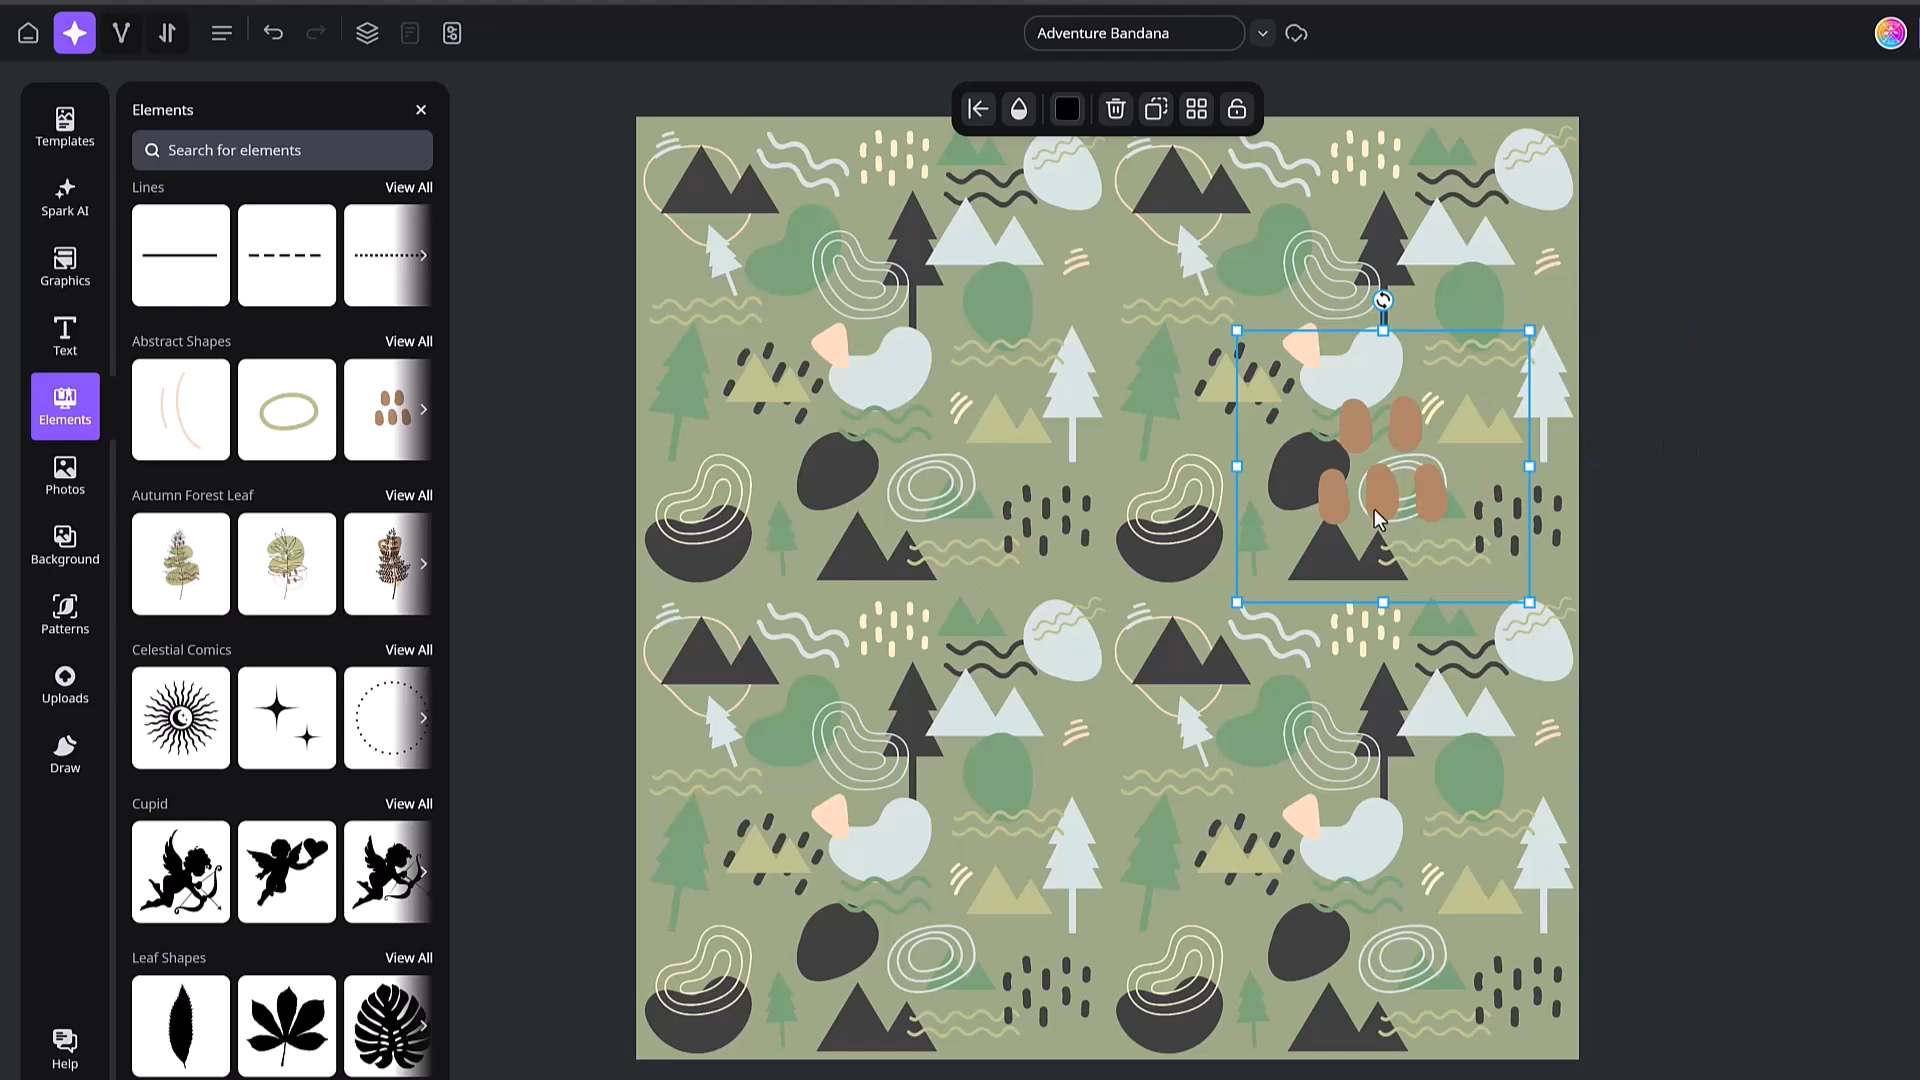 Adventure Bandana
Templates
Spark AI
Graphics
Text
Elements
Photos
Background
Patterns
Uploads
Draw
Help
Elements
Search for elements
Lines View All
Abstract Shapes View All
Autumn Forest Leaf View All
Celestial Comics View All
Cupid View All
Leaf Shapes View All